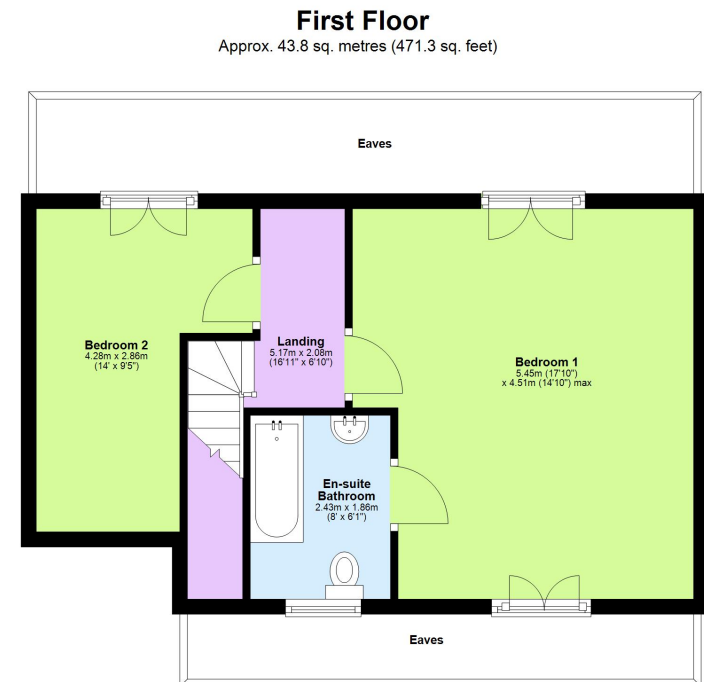 First Floor
Approx. 43.8 sq. metres (471.3 sq. feet)
Eaves
Bedroom 2
4.28m x 2.86m
(14' x 9'5")
Landing
5.17m x 2.08m
(16'11" x 6'10")
Bedroom 1
5.45m (17'10")
x 4.51m (14'10") max
En-suite
Bathroom
2.43m x 1.86m
(8' x 6'1")
Eaves